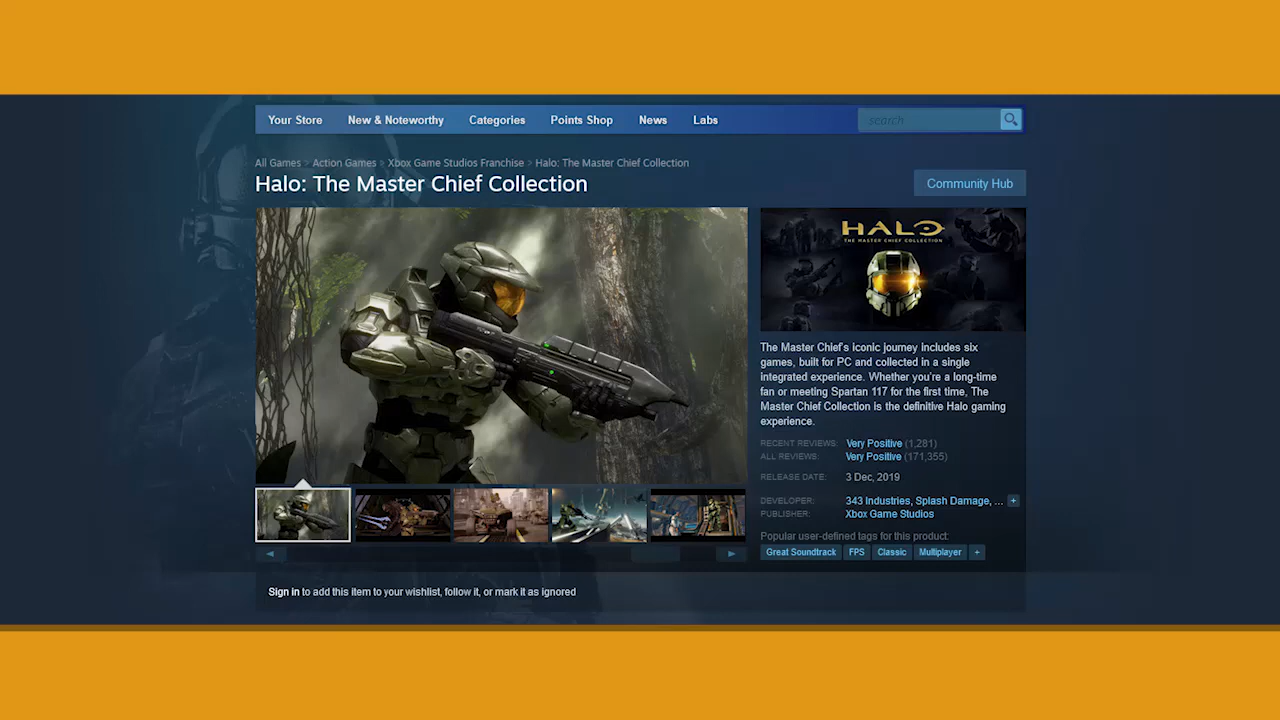 Your Store New & Noteworthy Categories Points Shop News Labs search
All Games > Action Games > Xbox Game Studios Franchise > Halo: The Master Chief Collection
Halo: The Master Chief Collection
Community Hub
HALO
THE MASTER CHIEF COLLECTION
The Master Chief's iconic journey includes six
games, built for PC and collected in a single
integrated experience. Whether you're a long-time
fan or meeting Spartan 117 for the first time, The
Master Chief Collection is the definitive Halo gaming
experience.
RECENT REVIEWS: Very Positive (1,281)
ALL REVIEWS: Very Positive (171,355)
RELEASE DATE: 3 Dec, 2019
DEVELOPER: 343 Industries, Splash Damage, ... +
PUBLISHER: Xbox Game Studios
Popular user-defined tags for this product:
Great Soundtrack FPS Classic Multiplayer +
Sign in to add this item to your wishlist, follow it, or mark it as ignored